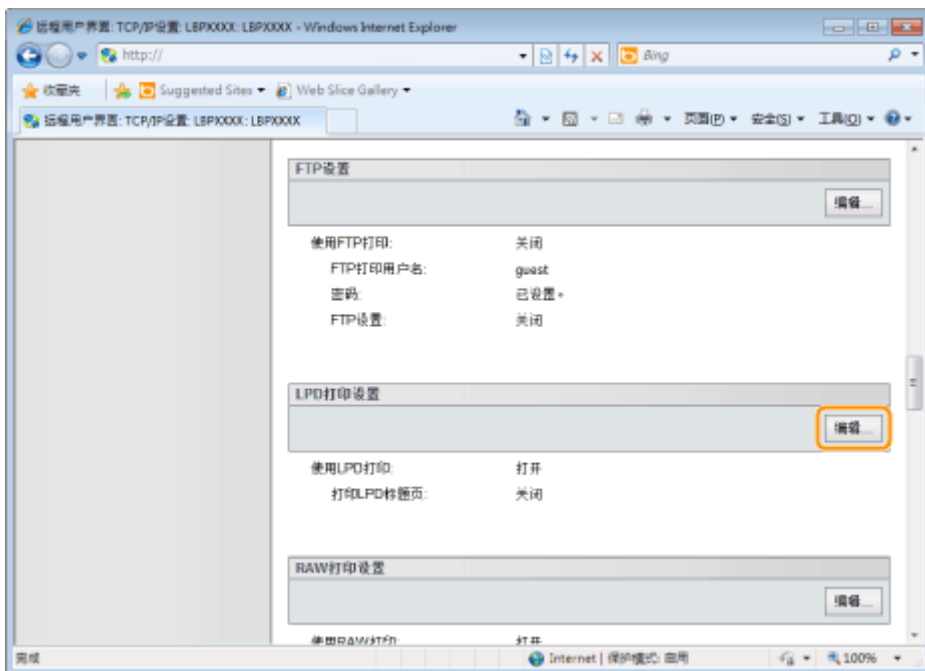 远程用户界面: TCP/IP设置: LBPXXXX: LBPXXXX - Windows Internet Explorer
http://
Bing
收藏夹 Suggested Sites Web Slice Gallery
远程用户界面: TCP/IP设置: LBPXXXX: LBPXXXX 页面(P) 安全(S) 工具(O)
FTP设置
编辑...
使用FTP打印: 关闭
FTP打印用户名: guest
密码: 已设置。
FTP设置: 关闭
LPD打印设置
编辑...
使用LPD打印: 打开
打印LPD标题页: 关闭
RAW打印设置
编辑...
使用RAW打印: 打开
完成 Internet | 保护模式: 启用 100%